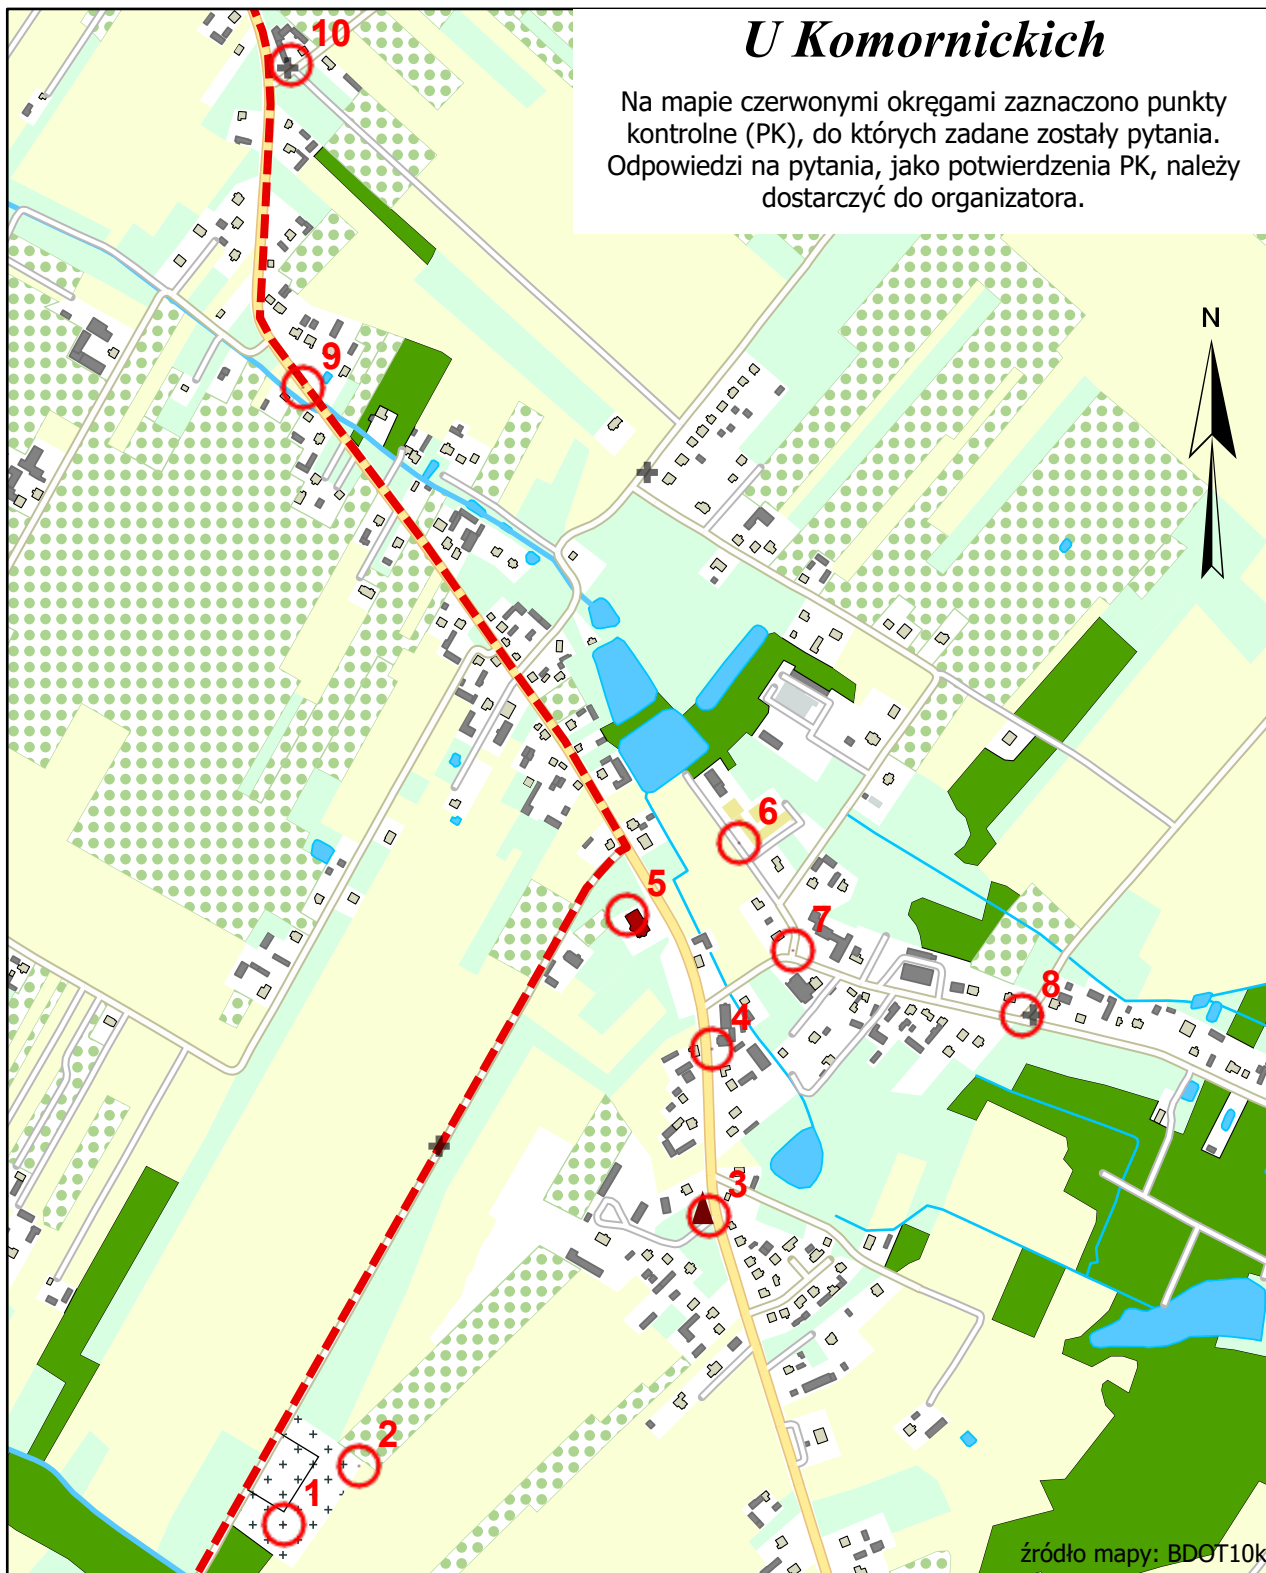 U Komornickich
Na mapie czerwonymi okręgami zaznaczono punkty
kontrolne (PK), do których zadane zostały pytania.
Odpowiedzi na pytania, jako potwierdzenia PK, należy
dostarczyć do organizatora.
10
N
9
6
5
7
8
4
3
2
1
źródło mapy: BDOT10k